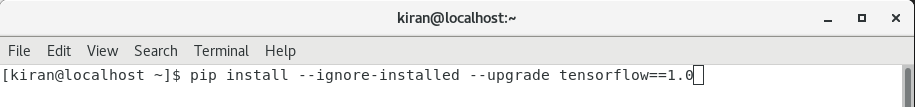 kiran@localhost:~
File Edit View Search Terminal Help
[kiran@localhost ~]$ pip install --ignore-installed --upgrade tensorflow==1.0